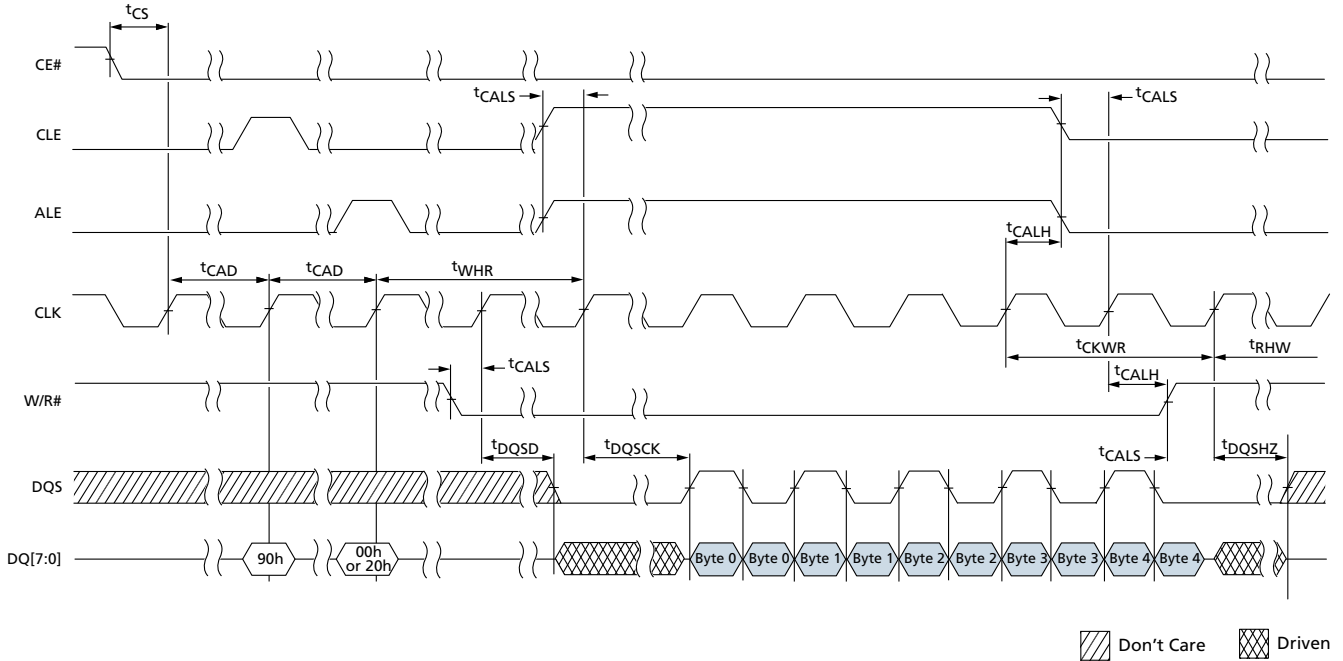 tCS
CE#
tCALS
tCALS
CLE
ALE
tCALH
tCAD
tCAD
tWHR
CLK
tCKWR
tRHW
tCALS
tCALH
W/R#
tDQSD
tDQSCK
tCALS
tDQSHZ
DQS
DQ[7:0]
90h
00h
or 20h
Byte 0
Byte 0
Byte 1
Byte 1
Byte 2
Byte 2
Byte 3
Byte 3
Byte 4
Byte 4
Don't Care
Driven